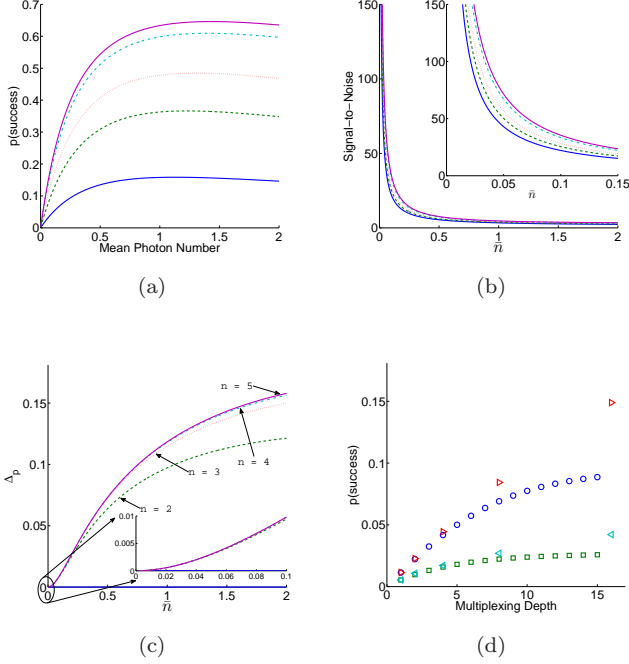 0.7
0.6
0.5
0.4
0.3
0.2
0.1
0
p(success)
0 0.5 1 1.5 2
Mean Photon Number
(a)
150
100
50
0
Signal−to−Noise
0 0.5 1 1.5 2
n̄
150
100
50
0
0 0.05 0.1 0.15
n̄
(b)
0.15
0.1
0.05
0
Δp
0 0.5 1 1.5 2
n̄
n = 5
n = 4
n = 3
n = 2
0.01
0.005
0
0 0.02 0.04 0.06 0.08 0.1
(c)
0.2
0.15
0.1
0.05
0
p(success)
0 5 10 15
Multiplexing Depth
(d)